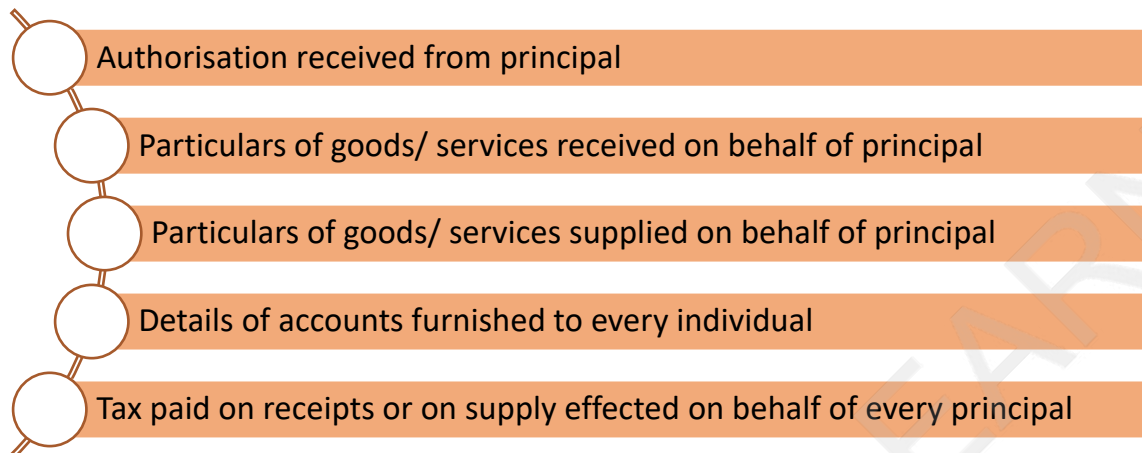 Authorisation received from principal
Particulars of goods/ services received on behalf of principal
Particulars of goods/ services supplied on behalf of principal
Details of accounts furnished to every individual
Tax paid on receipts or on supply effected on behalf of every principal